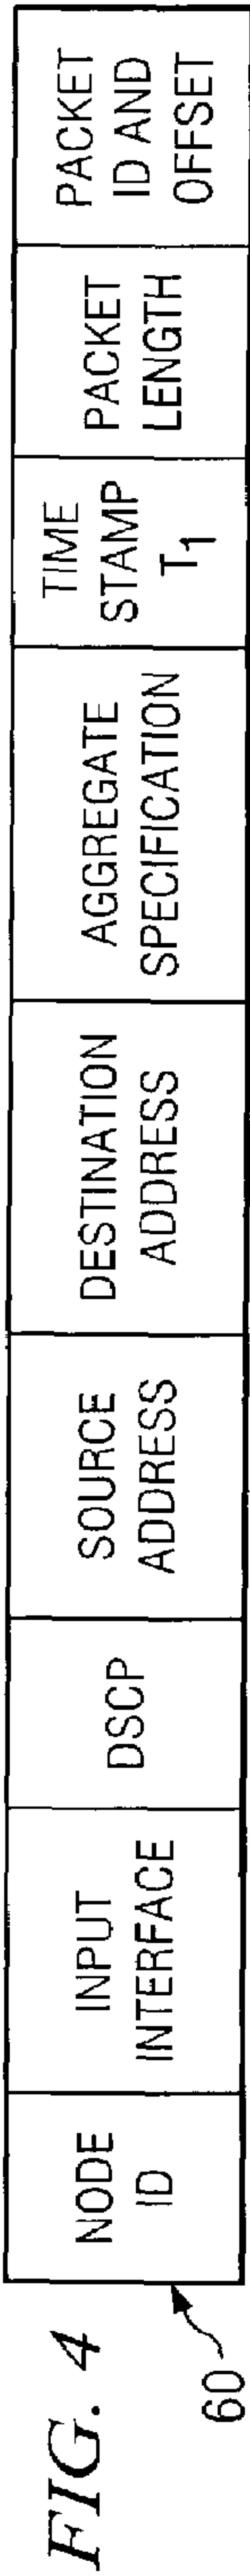 FIG. 4
60
NODE
ID
INPUT
INTERFACE
DSCP
SOURCE
ADDRESS
DESTINATION
ADDRESS
AGGREGATE
SPECIFICATION
TIME
STAMP
T1
PACKET
LENGTH
PACKET
ID AND
OFFSET